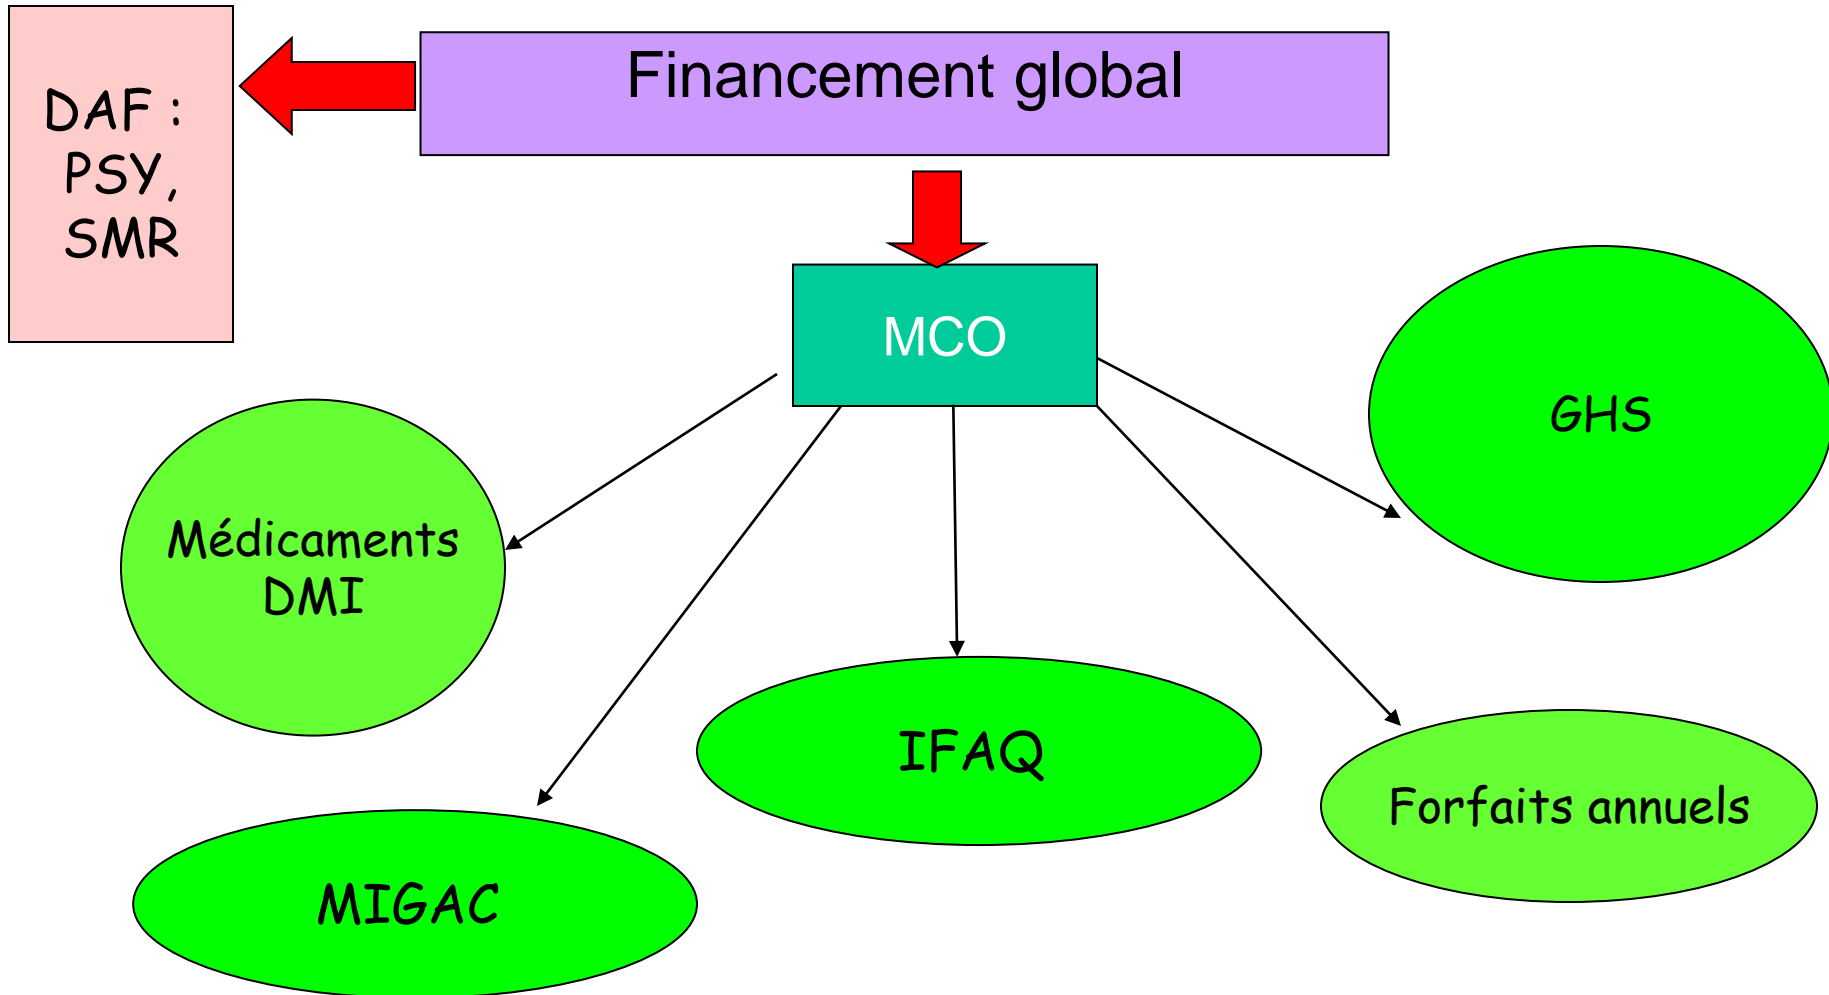 Financement global
DAF :
PSY,
SMR
MCO
GHS
Médicaments
DMI
IFAQ
Forfaits annuels
MIGAC